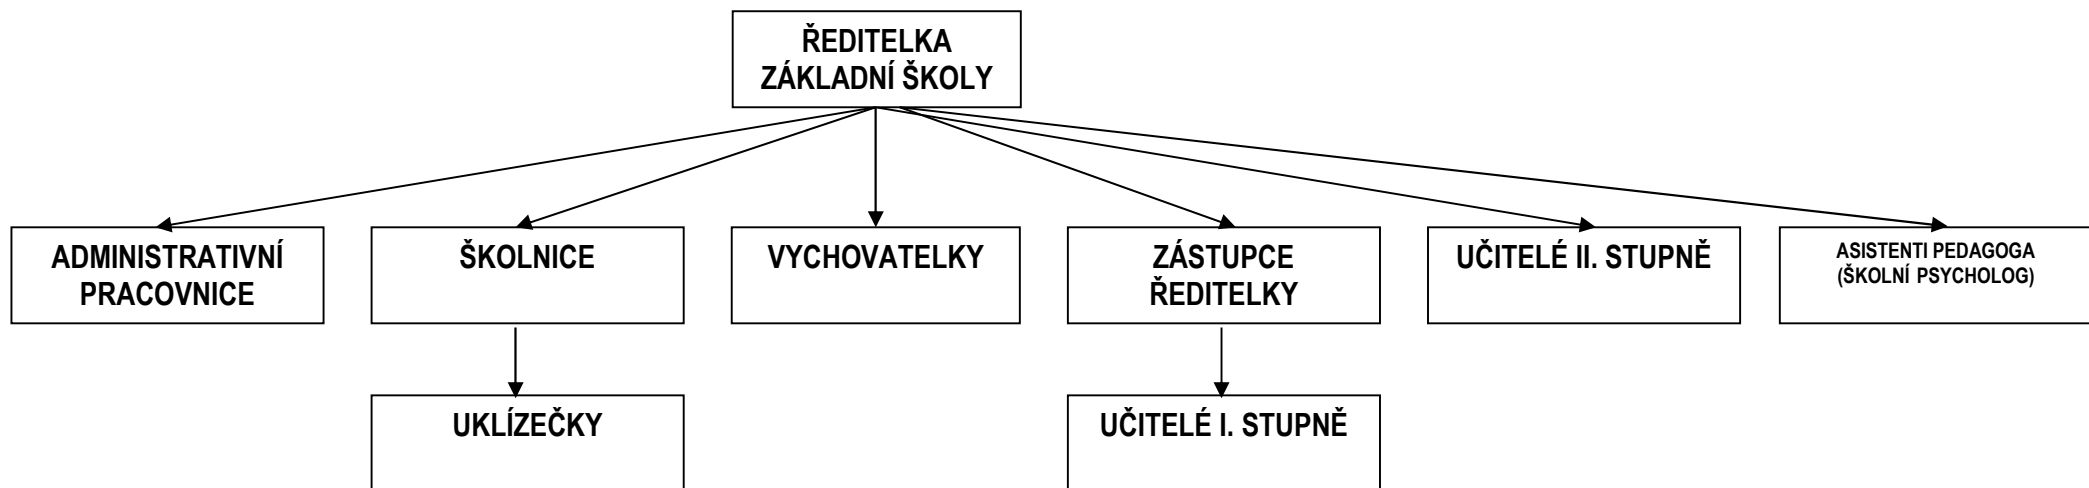 ŘEDITELKA
ZÁKLADNÍ ŠKOLY
ADMINISTRATIVNÍ
PRACOVNICE
ŠKOLNICE
VYCHOVATELKY
ZÁSTUPCE
ŘEDITELKY
UČITELÉ II. STUPNĚ
ASISTENTI PEDAGOGA
(ŠKOLNÍ PSYCHOLOG)
UKLÍZEČKY
UČITELÉ I. STUPNĚ